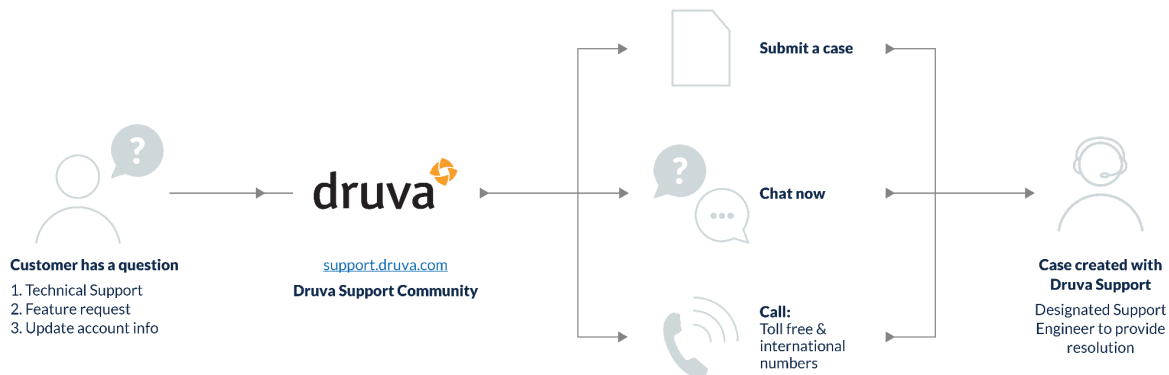 Customer has a question
1. Technical Support
2. Feature request
3. Update account info
?
druva
support.druva.com
Druva Support Community
Submit a case
?
Chat now
Call:
Toll free &
international
numbers
Case created with
Druva Support
Designated Support
Engineer to provide
resolution